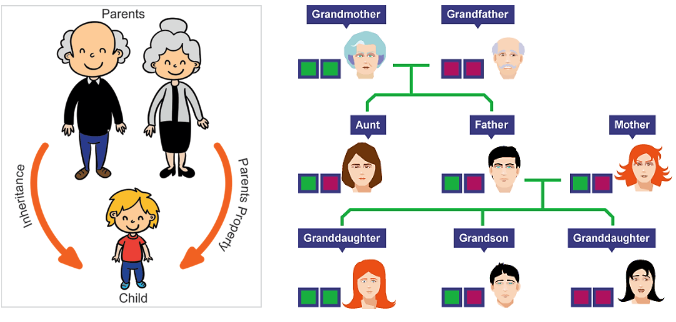 Parents
Inheritance
Parents Property
Child
Grandmother
Grandfather
Aunt
Father
Mother
Granddaughter
Grandson
Granddaughter